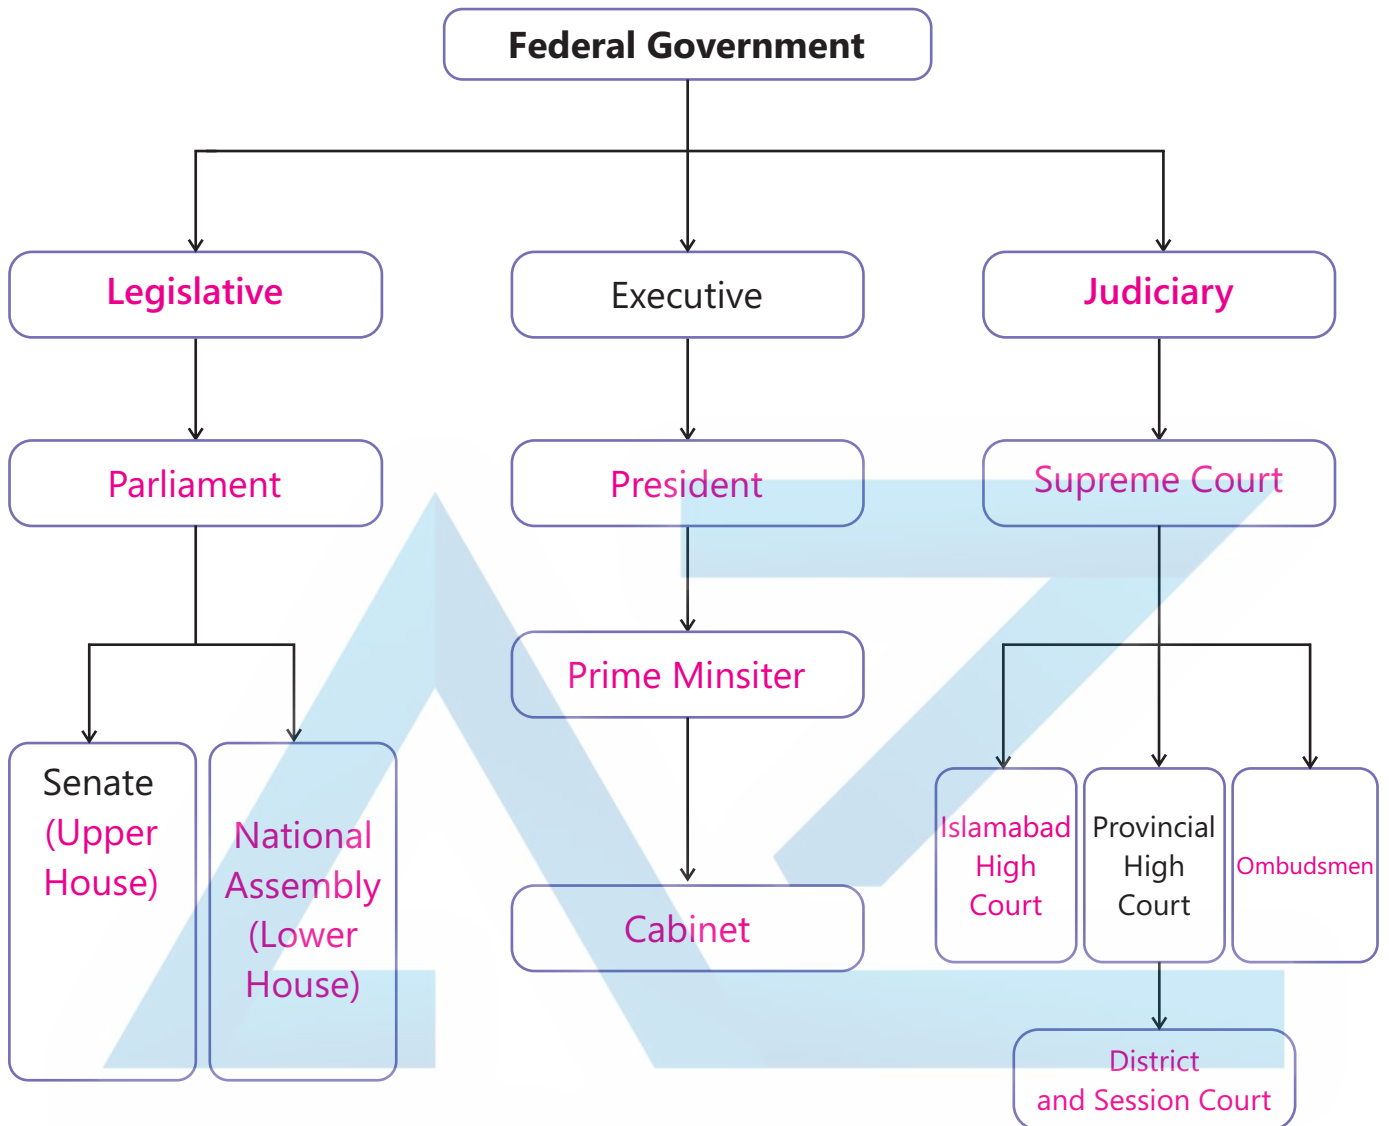 Federal Government
Legislative
Executive
Judiciary
Parliament
President
Supreme Court
Prime Minsiter
Senate
(Upper
House)
National
Assembly
(Lower
House)
Cabinet
Islamabad
High
Court
Provincial
High
Court
Ombudsmen
District
and Session Court